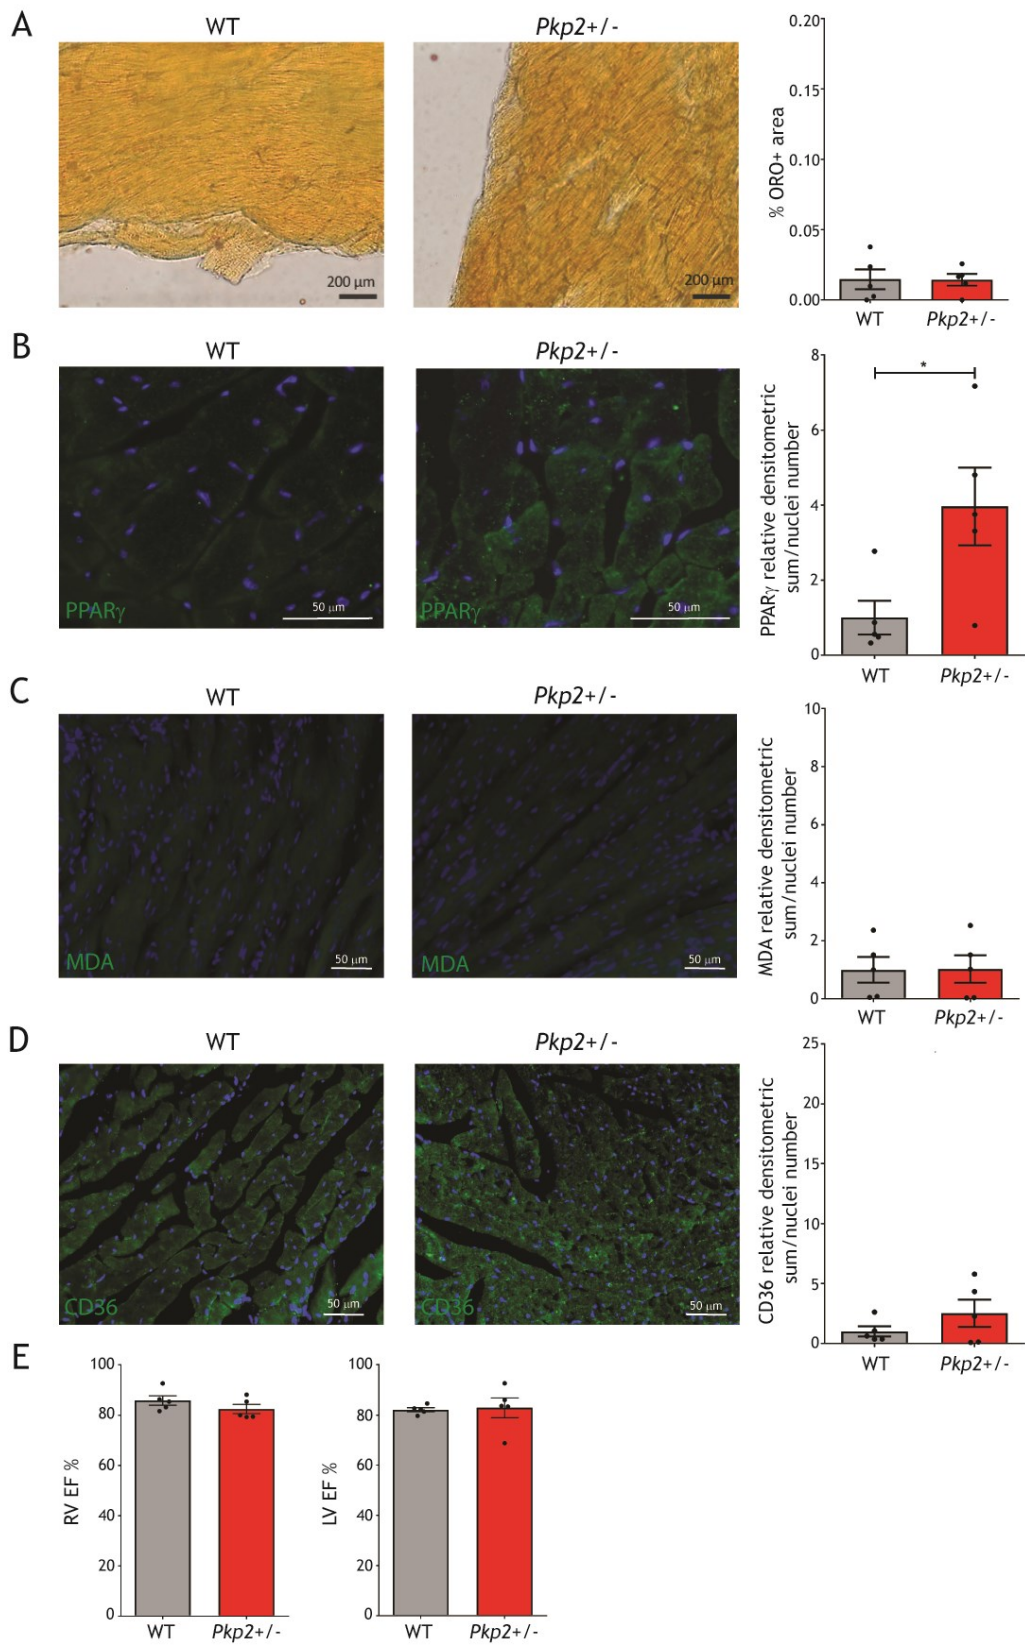 A
WT
Pkp2+/-
200 µm
200 µm
% ORO+ area
0.20
0.15
0.10
0.05
0.00
WT
Pkp2+/-
B
WT
Pkp2+/-
PPARγ
50 µm
PPARγ
50 µm
PPARγ relative densitometric
sum/nuclei number
8
6
4
2
0
*
WT
Pkp2+/-
C
WT
Pkp2+/-
MDA
50 µm
MDA
50 µm
MDA relative densitometric
sum/nuclei number
10
8
6
4
2
0
WT
Pkp2+/-
D
WT
Pkp2+/-
CD36
50 µm
CD36
50 µm
CD36 relative densitometric
sum/nuclei number
25
20
15
10
5
0
WT
Pkp2+/-
E
RV EF %
100
80
60
40
20
0
WT
Pkp2+/-
LV EF %
100
80
60
40
20
0
WT
Pkp2+/-